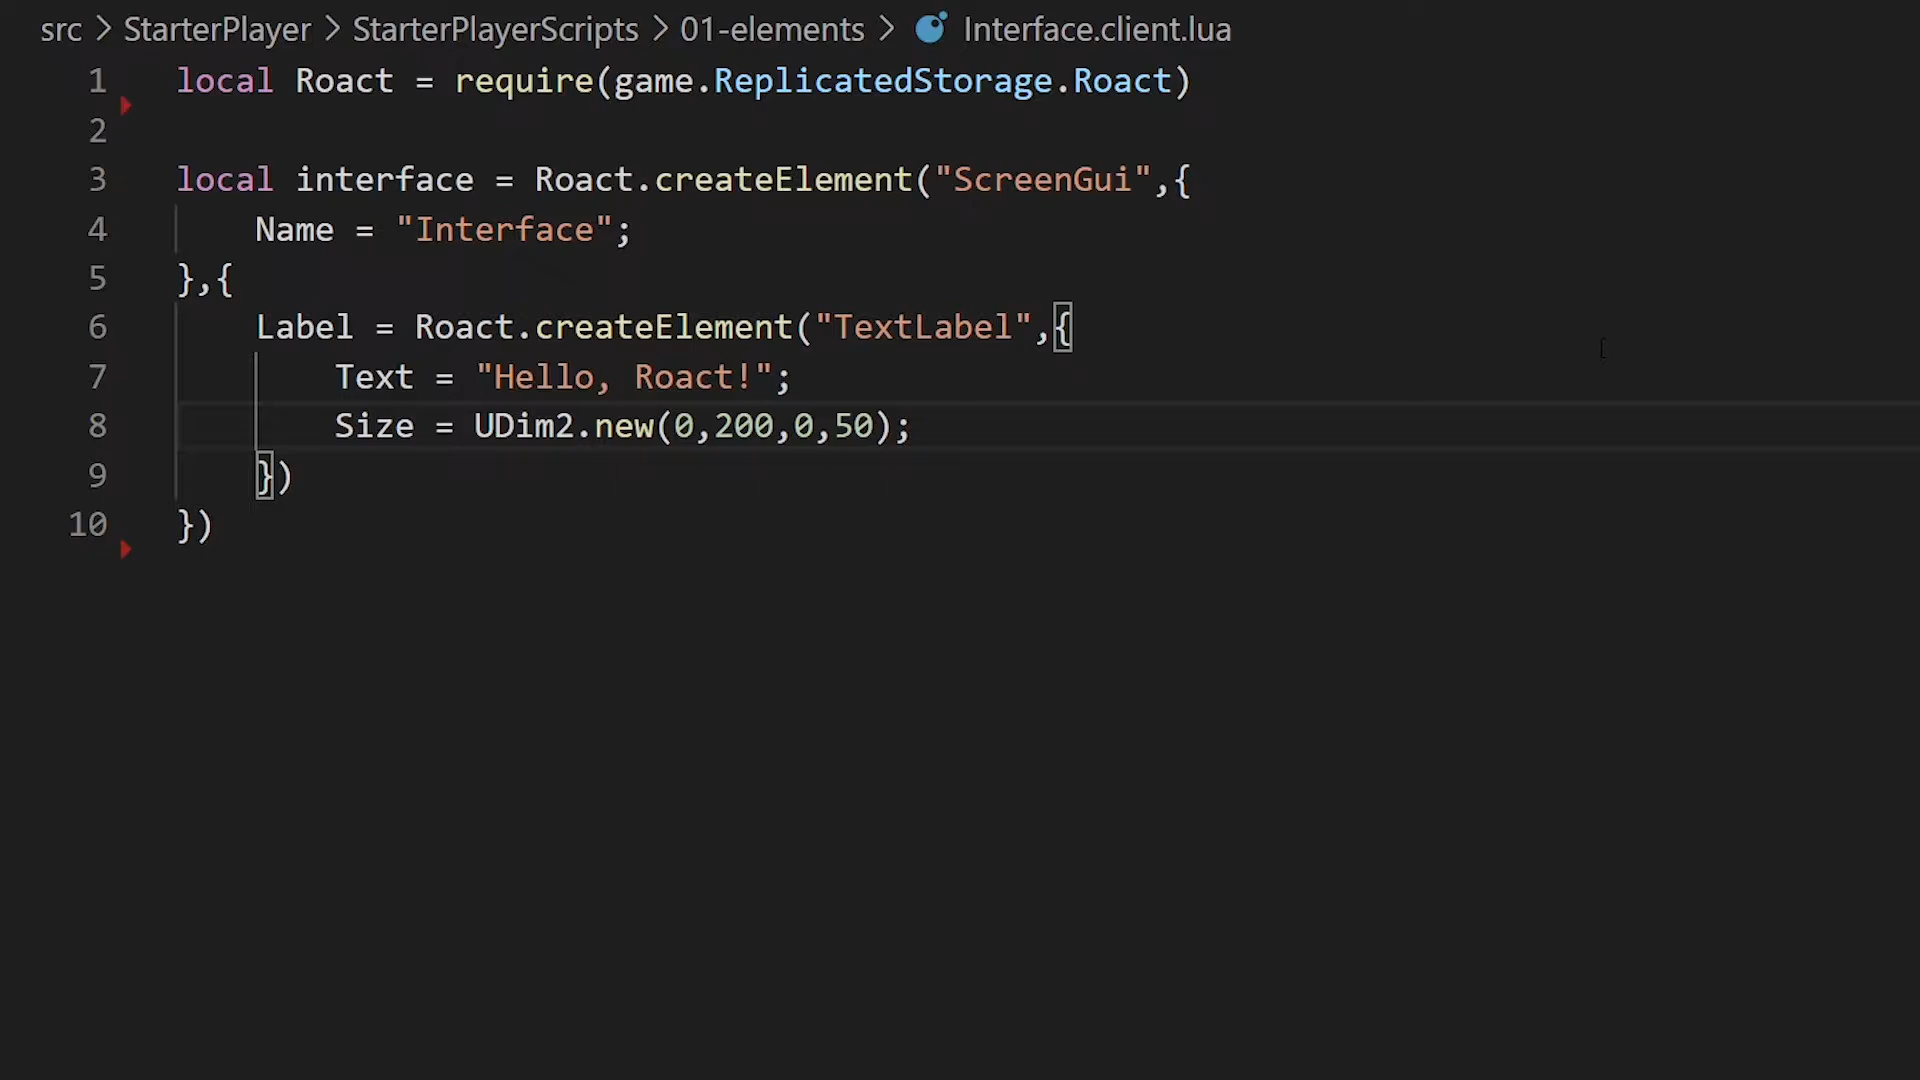 src > StarterPlayer > StarterPlayerScripts > 01-elements > Interface.client.lua
1 local Roact = require(game.ReplicatedStorage.Roact)
2
3 local interface = Roact.createElement("ScreenGui",{
4     Name = "Interface";
5 },{
6     Label = Roact.createElement("TextLabel",{
7         Text = "Hello, Roact!";
8         Size = UDim2.new(0,200,0,50);
9     })
10 })